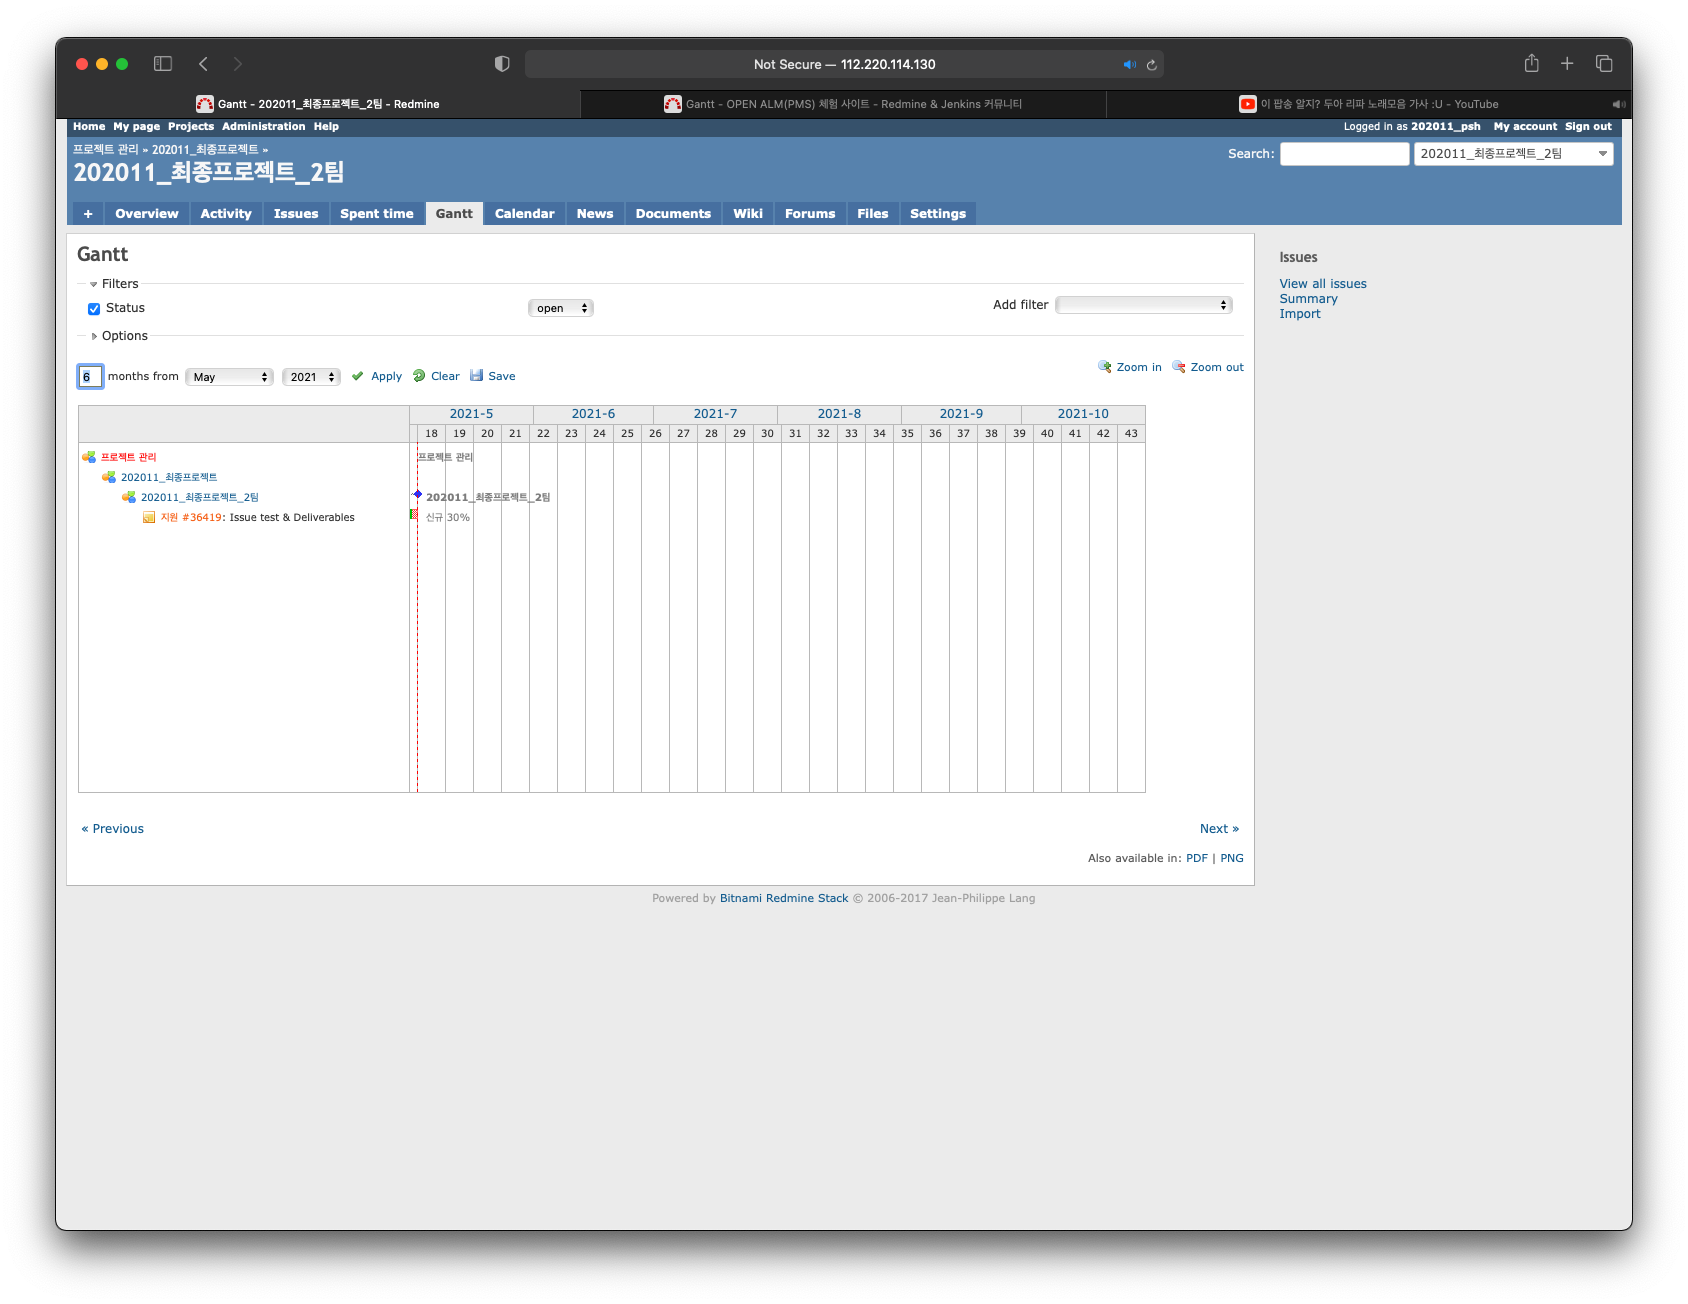 Not Secure — 112.220.114.130
Gantt - 202011_최종프로젝트_2팀 - Redmine
Gantt - OPEN ALM(PMS) 체험 사이트 - Redmine & Jenkins 커뮤니티
이 팝송 알지? 두아 리파 노래모음 가사 :U - YouTube
Home My page Projects Administration Help
Logged in as 202011_psh My account Sign out
프로젝트 관리 » 202011_최종프로젝트 »
202011_최종프로젝트_2팀
Search:
202011_최종프로젝트_2팀
+ Overview Activity Issues Spent time Gantt Calendar News Documents Wiki Forums Files Settings
Gantt
Filters
Status
open
Add filter
Options
6 months from May 2021 Apply Clear Save
Zoom in Zoom out
2021-5 2021-6 2021-7 2021-8 2021-9 2021-10
18 19 20 21 22 23 24 25 26 27 28 29 30 31 32 33 34 35 36 37 38 39 40 41 42 43
프로젝트 관리
프로젝트 관리
202011_최종프로젝트
202011_최종프로젝트_2팀
202011_최종프로젝트_2팀
지원 #36419: Issue test & Deliverables
신규 30%
« Previous
Next »
Also available in: PDF | PNG
Powered by Bitnami Redmine Stack © 2006-2017 Jean-Philippe Lang
Issues
View all issues
Summary
Import